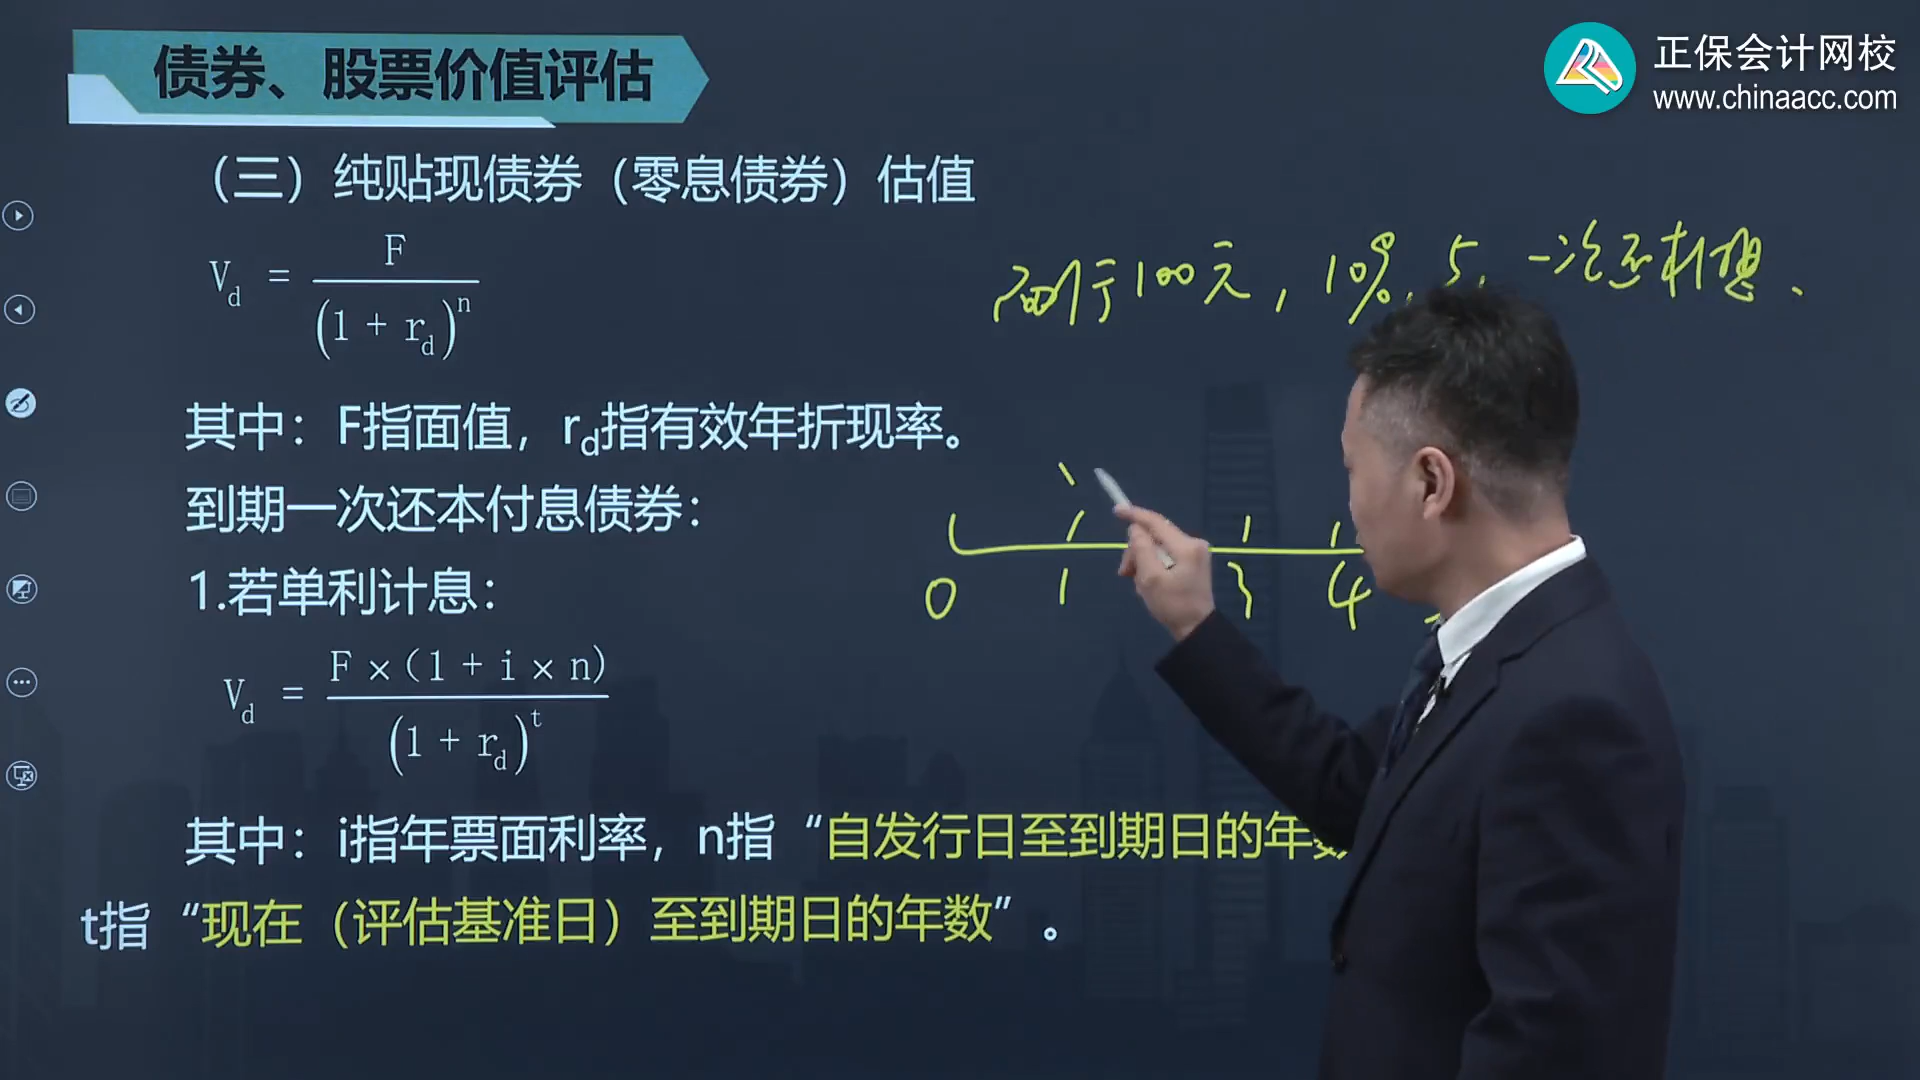 债券、股票价值评估
正保会计网校
www.chinaacc.com
（三）纯贴现债券（零息债券）估值
V_d = F / (1 + r_d)^n
100元，10%，5，一次还本付息、
其中：F指面值，r_d指有效年折现率。
到期一次还本付息债券：
0 1 3 4
1.若单利计息：
V_d = F×(1 + i × n) / (1 + r_d)^t
其中：i指年票面利率，n指“自发行日至到期日的年数
t指“现在（评估基准日）至到期日的年数”。